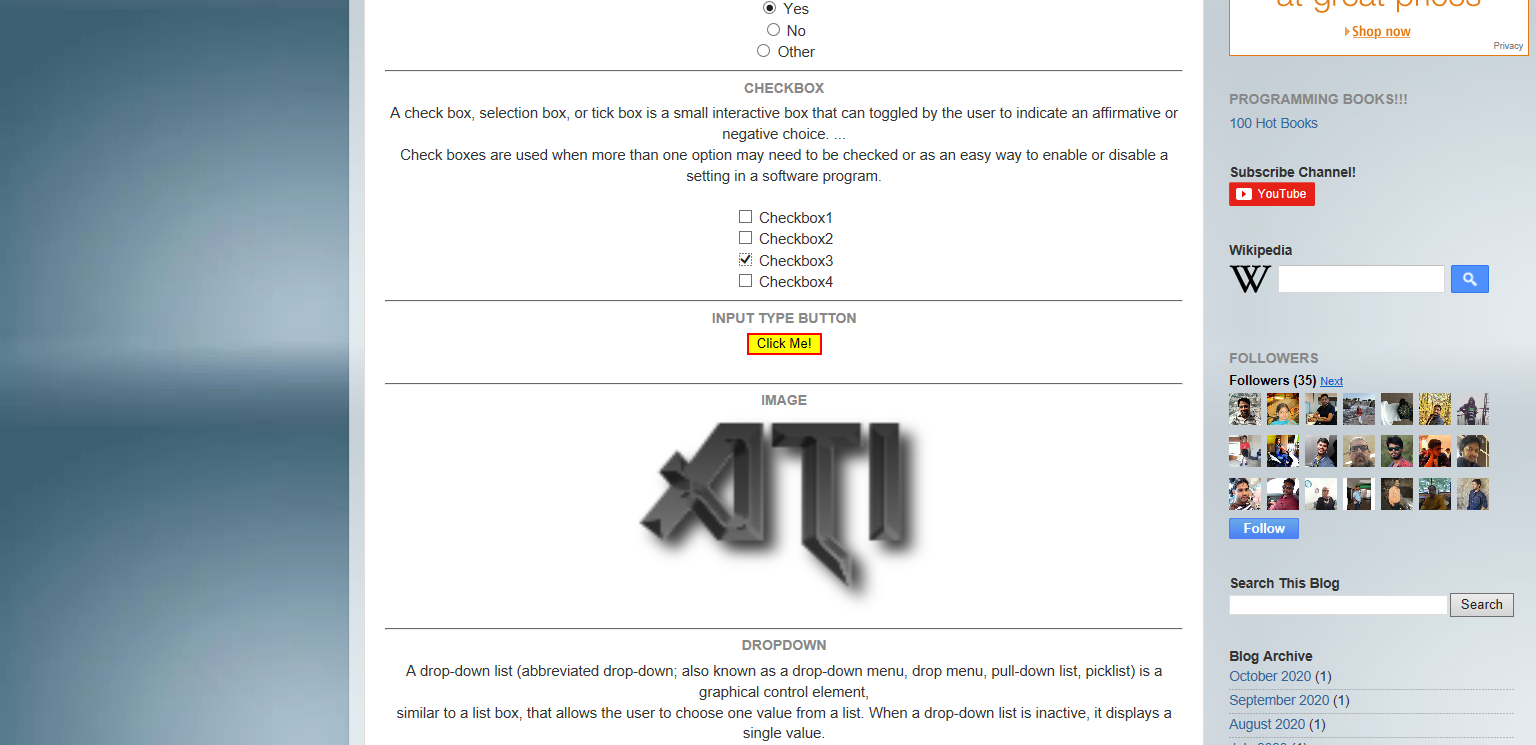 Yes
No
Other
CHECKBOX
A check box, selection box, or tick box is a small interactive box that can toggled by the user to indicate an affirmative or
negative choice. ...
Check boxes are used when more than one option may need to be checked or as an easy way to enable or disable a
setting in a software program.
Checkbox1
Checkbox2
Checkbox3
Checkbox4
INPUT TYPE BUTTON
Click Me!
IMAGE
ATI
DROPDOWN
A drop-down list (abbreviated drop-down; also known as a drop-down menu, drop menu, pull-down list, picklist) is a
graphical control element,
similar to a list box, that allows the user to choose one value from a list. When a drop-down list is inactive, it displays a
single value.
at great prices
Shop now
Privacy
PROGRAMMING BOOKS!!!
100 Hot Books
Subscribe Channel!
YouTube
Wikipedia
W
FOLLOWERS
Followers (35) Next
Follow
Search This Blog
Search
Blog Archive
October 2020 (1)
September 2020 (1)
August 2020 (1)